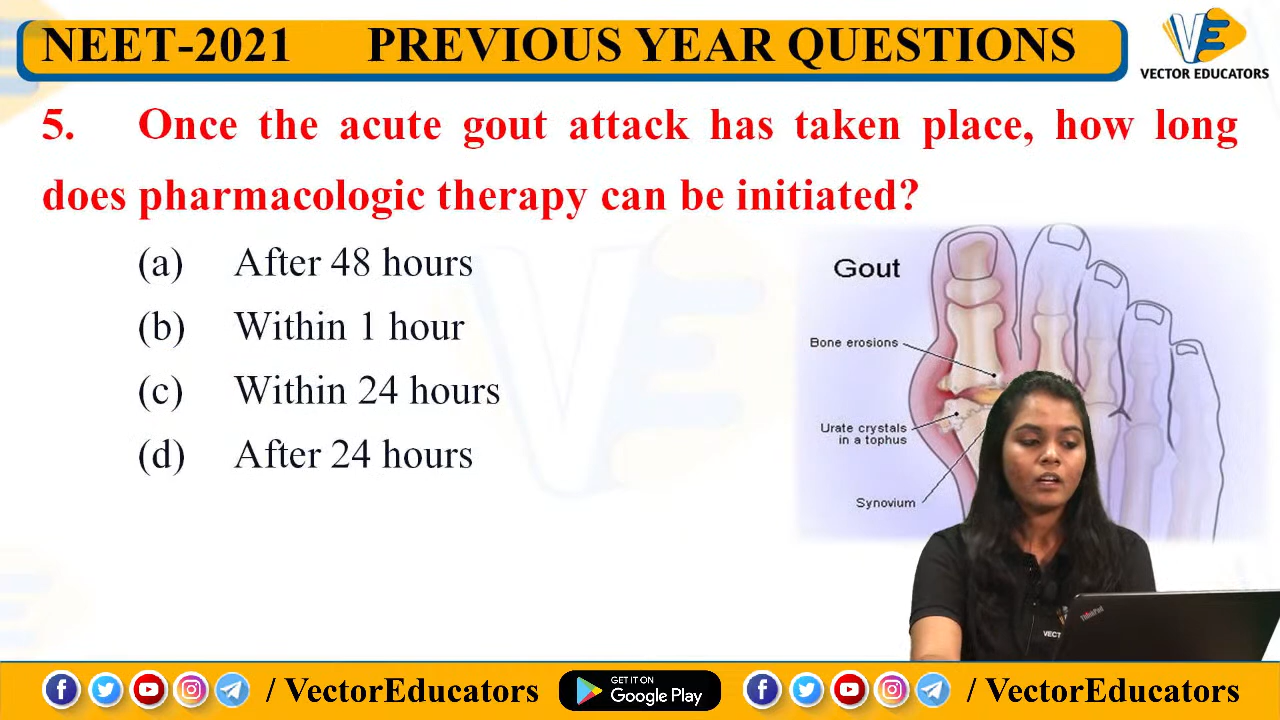 NEET-2021 PREVIOUS YEAR QUESTIONS
VECTOR EDUCATORS
5. Once the acute gout attack has taken place, how long
does pharmacologic therapy can be initiated?
(a) After 48 hours
(b) Within 1 hour
(c) Within 24 hours
(d) After 24 hours
Gout
Bone erosions
Urate crystals
in a tophus
Synovium
VECT
ThinkPad
/ VectorEducators
GET IT ON
Google Play
/ VectorEducators